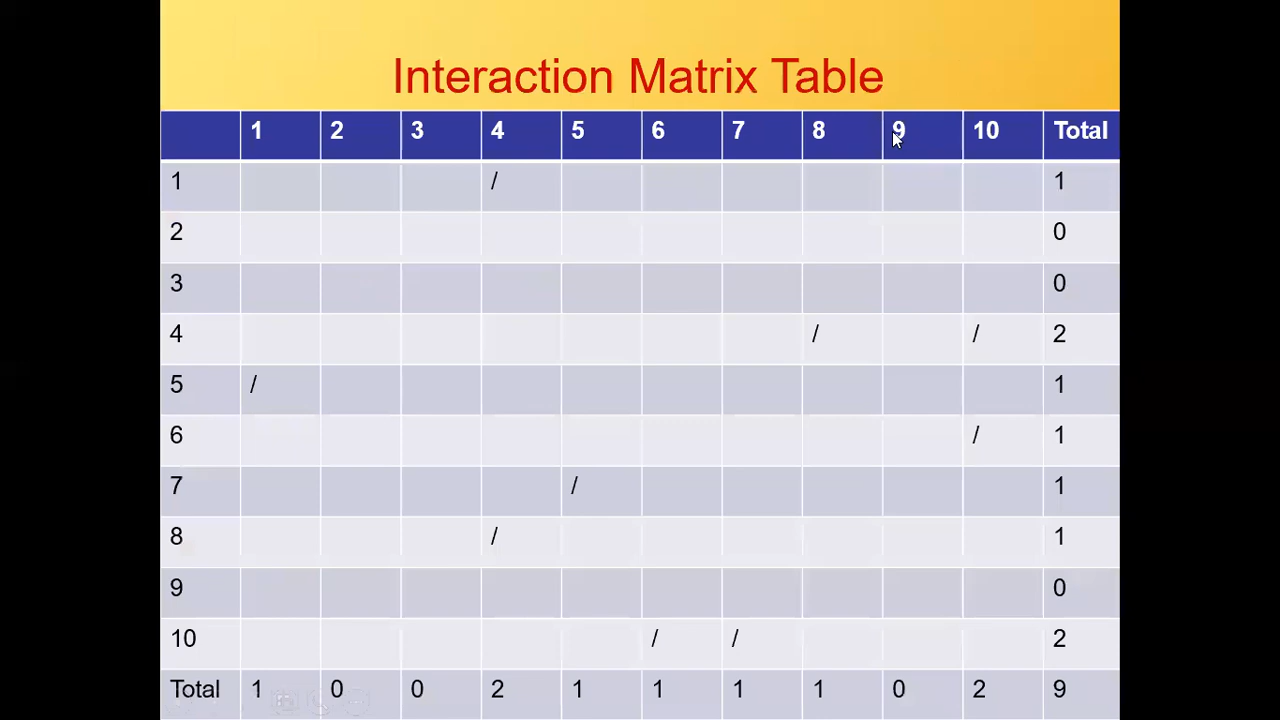 Interaction Matrix Table
1 2 3 4 5 6 7 8 9 10 Total
1 / 1
2 0
3 0
4 / / 2
5 / 1
6 / 1
7 / 1
8 / 1
9 0
10 / / 2
Total 1 0 0 2 1 1 1 1 0 2 9